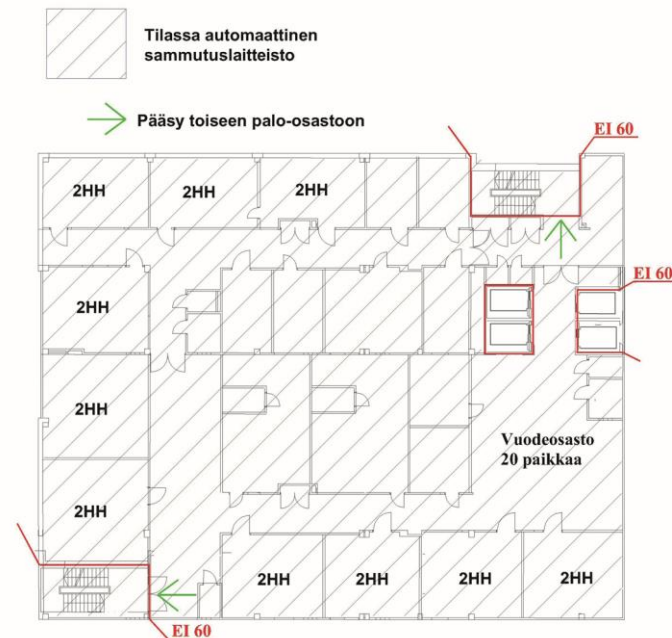 Tilassa automaattinen
sammutuslaitteisto
Pääsy toiseen palo-osastoon
EI 60
2HH
2HH
2HH
EI 60
2HH
2HH
Vuodeosasto
20 paikkaa
2HH
2HH
2HH
2HH
2HH
EI 60